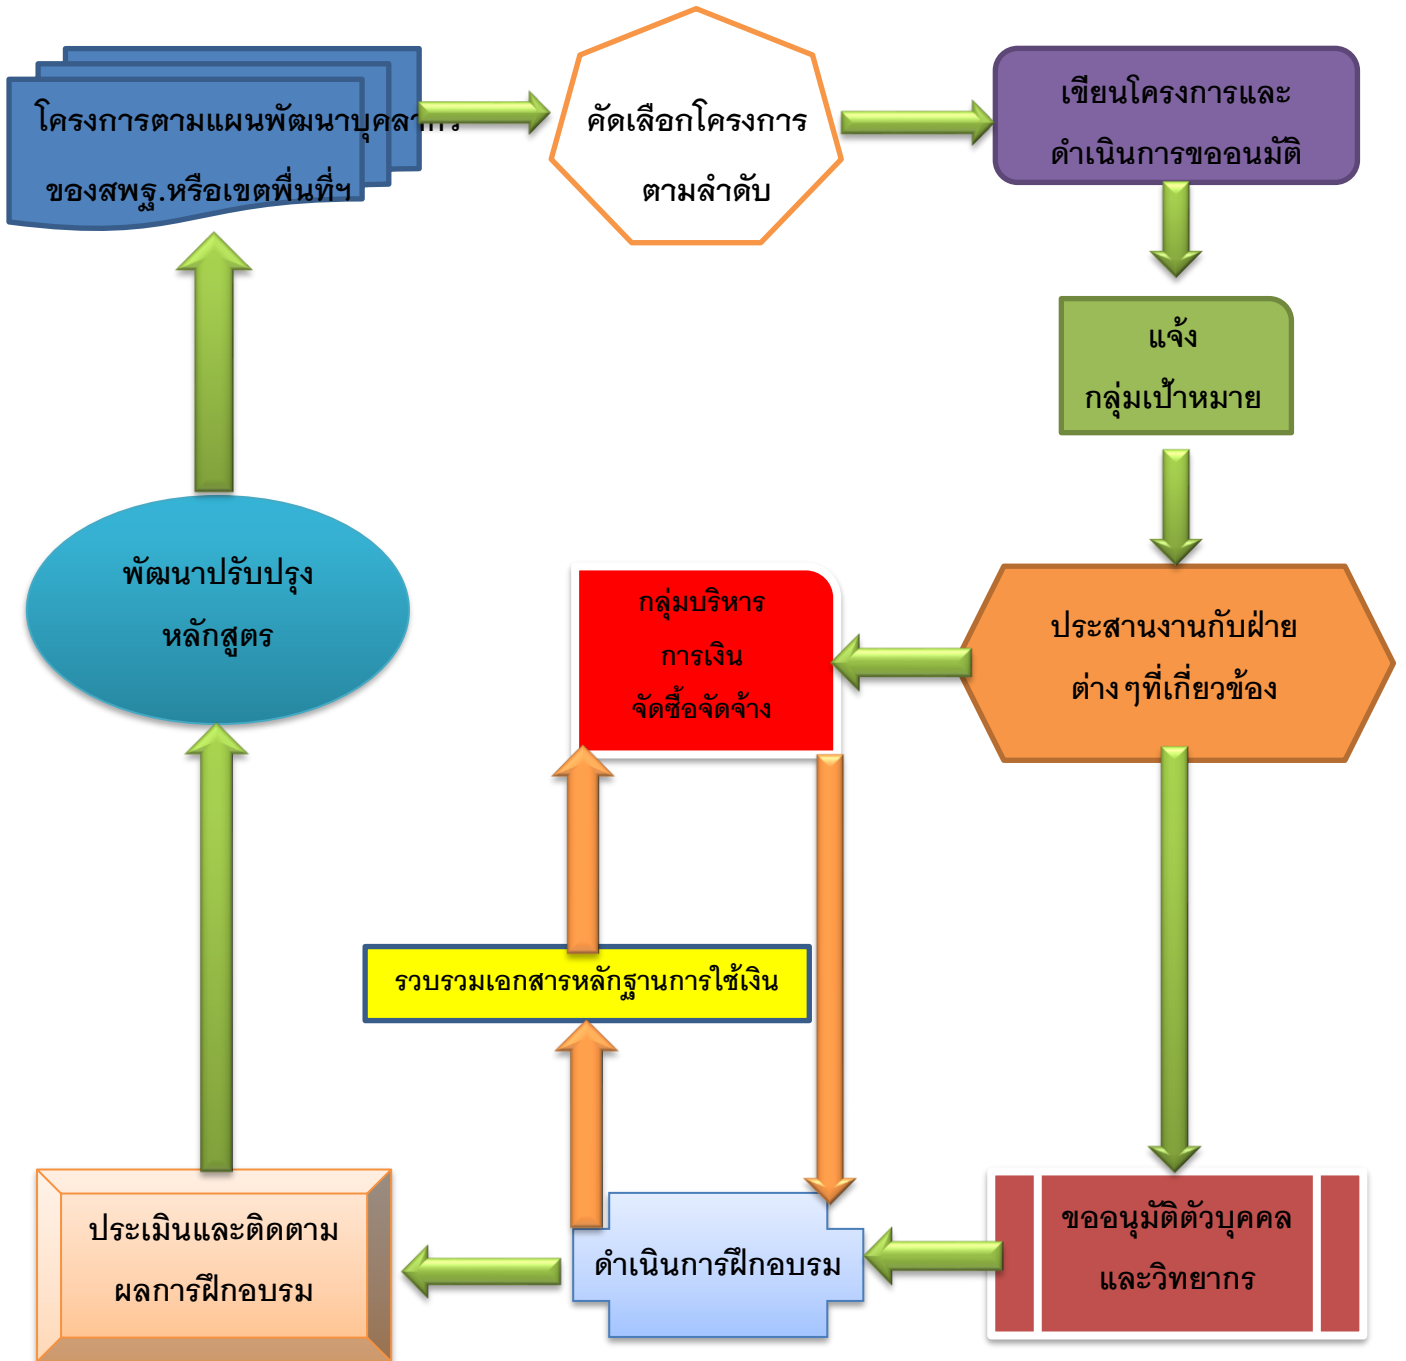 โครงการตามแผนพัฒนาบุคลากร
ของสพฐ.หรือเขตพื่นที่ฯ
คัดเลือกโครงการ
ตามลำดับ
เขียนโครงการและ
ดำเนินการขออนมัติ
แจ้ง
กลุ่มเป้าหมาย
ประสานงานกับฝ่าย
ต่างๆที่เกี่ยวข้อง
กลุ่มบริหาร
การเงิน
จัดซื้อจัดจ้าง
พัฒนาปรับปรุง
หลักสูตร
รวบรวมเอกสารหลักฐานการใช้เงิน
ขออนุมัติตัวบุคคล
และวิทยากร
ดำเนินการฝึกอบรม
ประเมินและติดตาม
ผลการฝึกอบรม